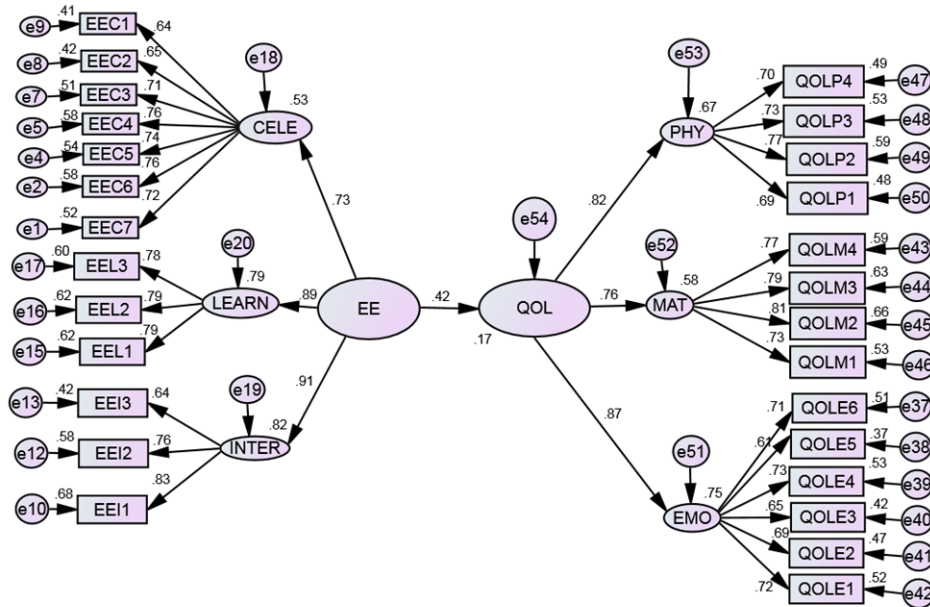 e9 .41 EEC1 .64
e8 .42 EEC2 .65
e7 .51 EEC3 .71
e5 .58 EEC4 .76
e4 .54 EEC5 .74
e2 .58 EEC6 .76
e1 .52 EEC7 .72
e18
.53
CELE
.73
e17 .60 EEL3 .78
e16 .62 EEL2 .79
e15 .62 EEL1 .79
e20
.79
LEARN
.89
e13 .42 EEI3 .64
e12 .58 EEI2 .76
e10 .68 EEI1 .83
e19
.82
INTER
.91
EE
.42
e54
QOL
.17
e53
.67
PHY
.82
.70 QOLP4 .49 e47
.73 QOLP3 .53 e48
.77 QOLP2 .59 e49
.69 QOLP1 .48 e50
e52
.58
MAT
.76
.77 QOLM4 .59 e43
.79 QOLM3 .63 e44
.81 QOLM2 .66 e45
.73 QOLM1 .53 e46
.87
e51
.75
EMO
.71 QOLE6 .51 e37
.61 QOLE5 .37 e38
.73 QOLE4 .53 e39
.65 QOLE3 .42 e40
.69 QOLE2 .47 e41
.72 QOLE1 .52 e42